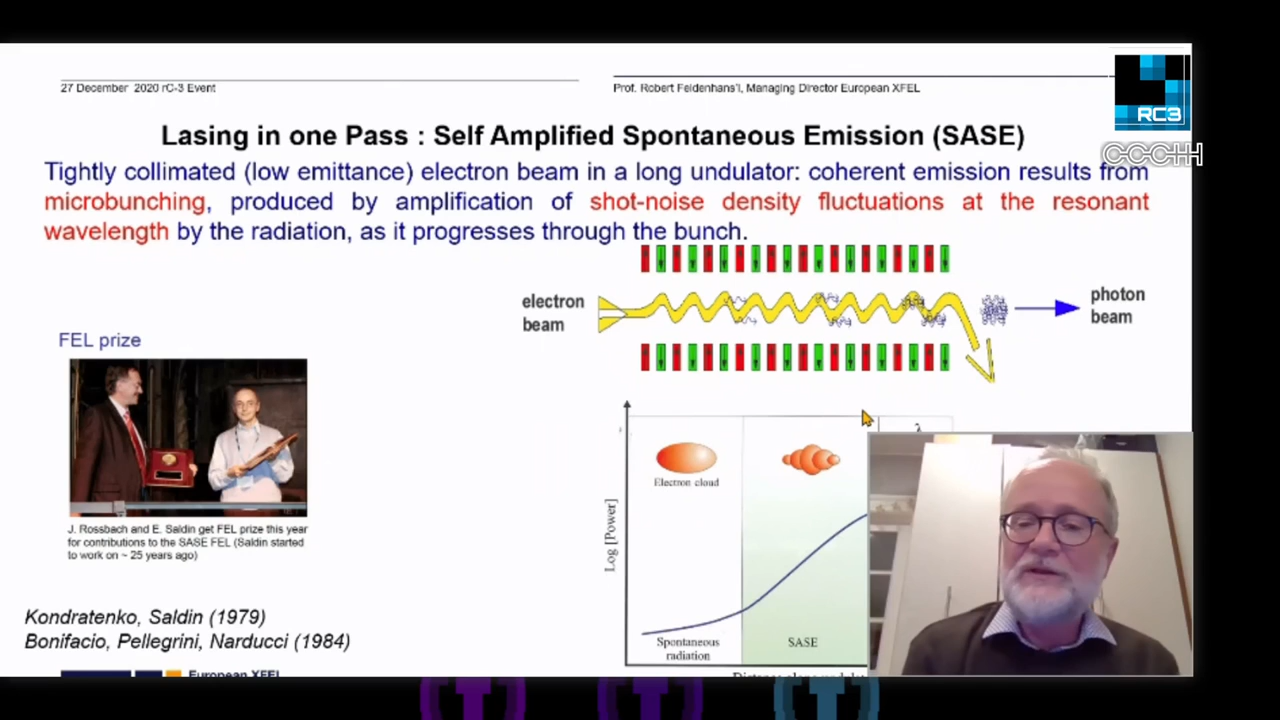 27 December 2020 rC-3 Event
Prof. Robert Feidenhans'l, Managing Director European XFEL
RC3
CCCHH
Lasing in one Pass : Self Amplified Spontaneous Emission (SASE)
Tightly collimated (low emittance) electron beam in a long undulator: coherent emission results from
microbunching, produced by amplification of shot-noise density fluctuations at the resonant
wavelength by the radiation, as it progresses through the bunch.
electron
beam
photon
beam
FEL prize
J. Rossbach and E. Saldin get FEL prize this year
for contributions to the SASE FEL (Saldin started
to work on ~ 25 years ago)
Kondratenko, Saldin (1979)
Bonifacio, Pellegrini, Narducci (1984)
European XFEL
Log [Power]
Electron cloud
λ
Spontaneous
radiation
SASE
Distance along